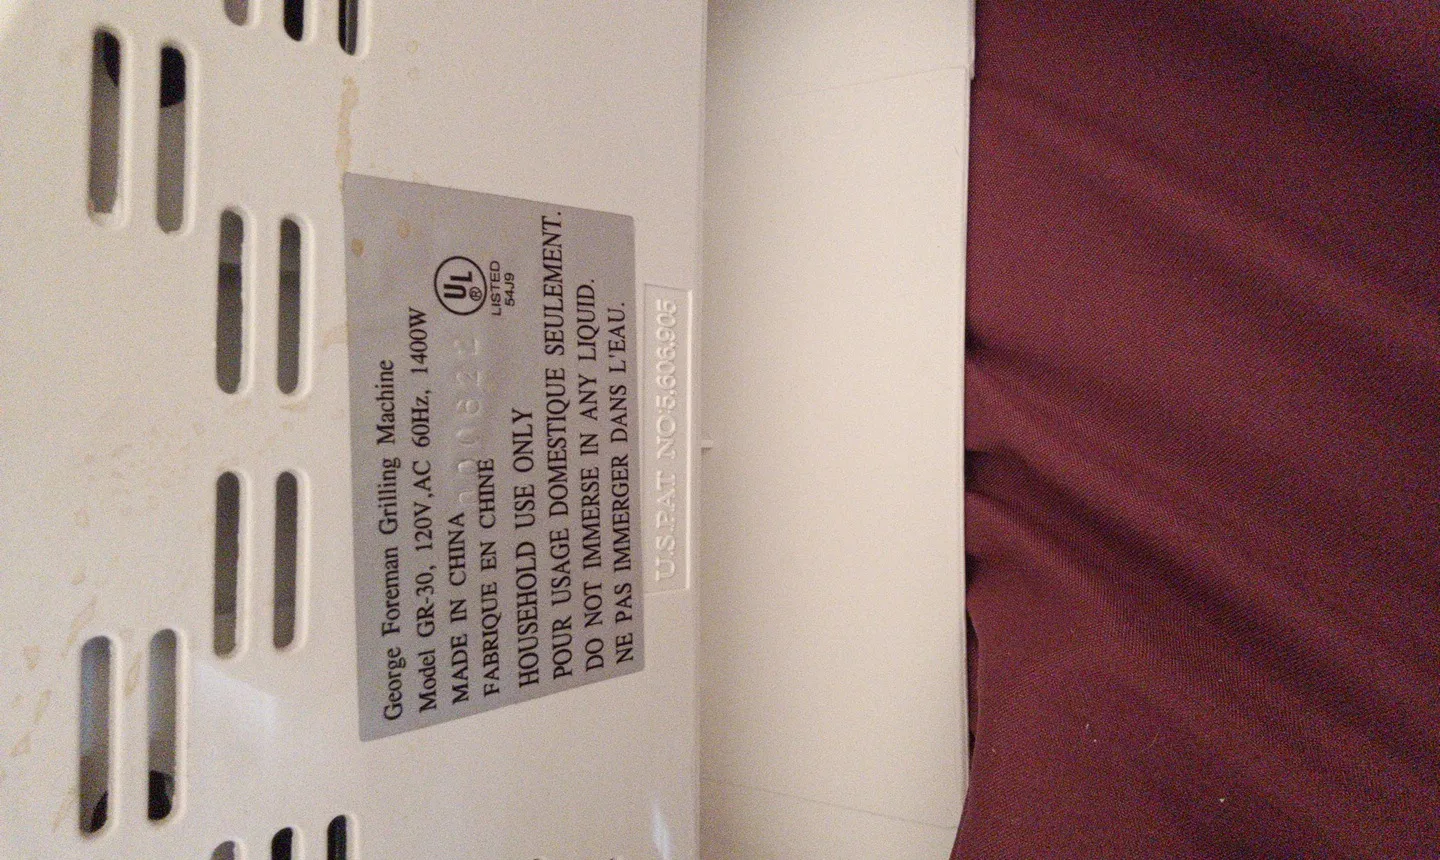 George Foreman Grilling Machine
Model GR-30, 120V,AC 60Hz, 1400W
MADE IN CHINA
FABRIQUE EN CHINE
UL
®
LISTED
54J9
HOUSEHOLD USE ONLY
POUR USAGE DOMESTIQUE SEULEMENT.
DO NOT IMMERSE IN ANY LIQUID.
NE PAS IMMERGER DANS L'EAU.
U.S.PAT NO:5,606,905